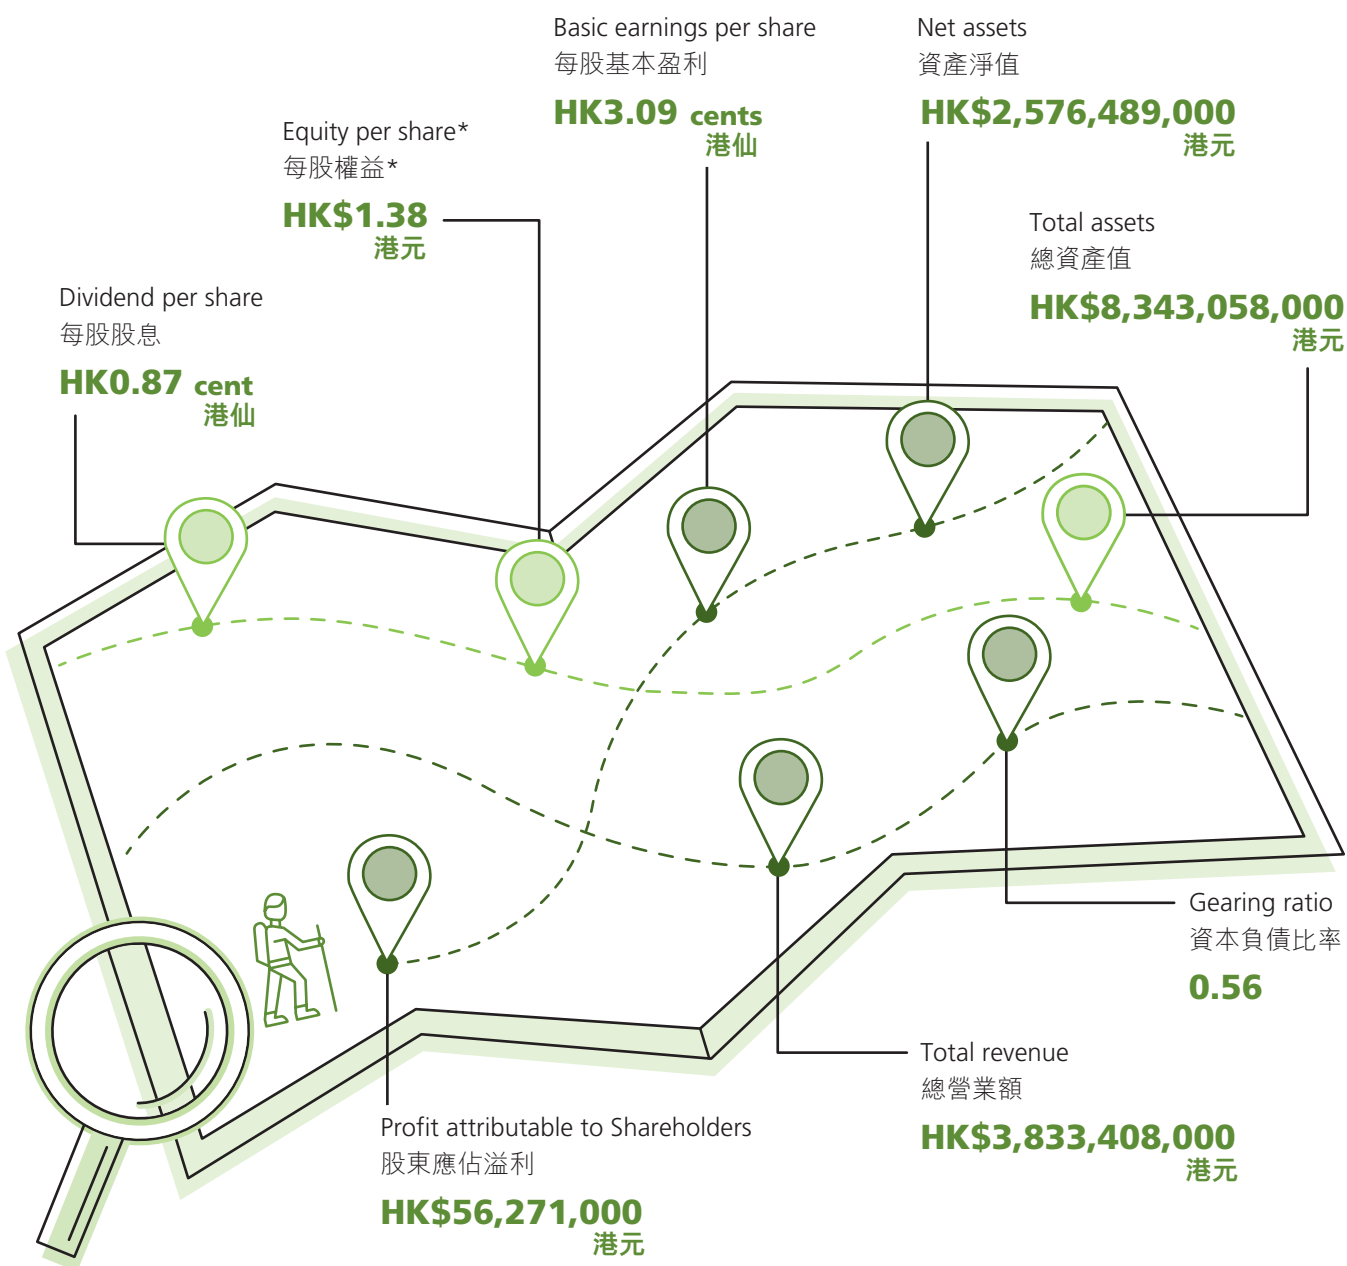 Basic earnings per share
每股基本盈利
HK3.09 cents
港仙
Net assets
資產淨值
HK$2,576,489,000
港元
Equity per share*
每股權益*
HK$1.38
港元
Total assets
總資產值
HK$8,343,058,000
港元
Dividend per share
每股股息
HK0.87 cent
港仙
Gearing ratio
資本負債比率
0.56
Total revenue
總營業額
HK$3,833,408,000
港元
Profit attributable to Shareholders
股東應佔溢利
HK$56,271,000
港元